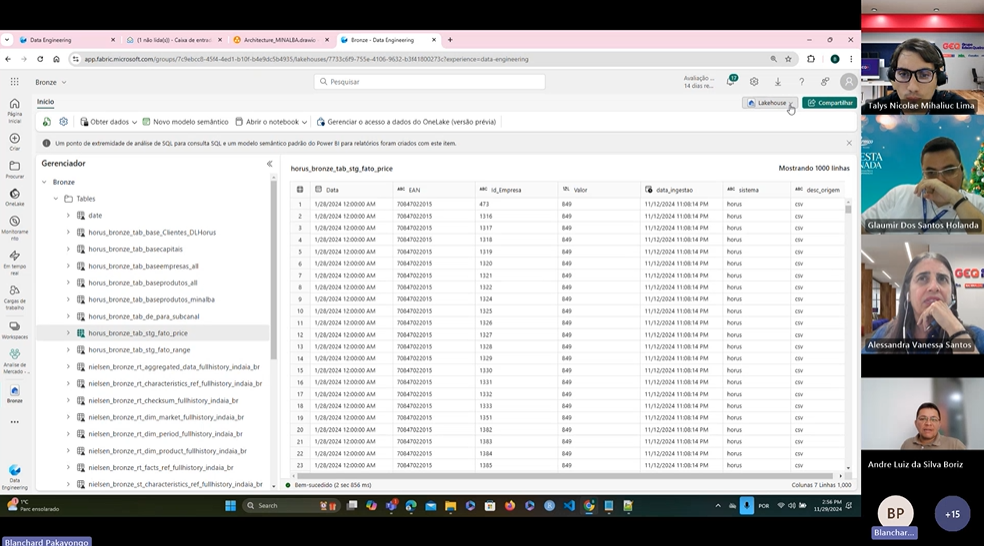 Data Engineering
(1 não lida(s)) - Caixa de entra
Architecture_MINALBA.drawio
Bronze - Data Engineering
app.fabric.microsoft.com/groups/
experience=data-engineering
Bronze
Pesquisar
Avaliação ...
14 dias re...
Início
Lakehouse
Compartilhar
Obter dados
Novo modelo semântico
Abrir o notebook
Gerenciar o acesso a dados do OneLake (versão prévia)
Um ponto de extremidade de análise de SQL para consulta SQL e um modelo semântico padrão do Power BI para relatórios foram criados com este item.
Página Inicial
Criar
Procurar
OneLake
Monitoramento
Em tempo real
Cargas de trabalho
Workspaces
Análise de Mercado - ...
Bronze
Data Engineering
Gerenciador
Bronze
Tables
date
horus_bronze_tab_base_Clientes_DLHorus
horus_bronze_tab_basecapitais
horus_bronze_tab_baseempresas_all
horus_bronze_tab_baseprodutos_all
horus_bronze_tab_baseprodutos_minalba
horus_bronze_tab_de_para_subcanal
horus_bronze_tab_stg_fato_price
horus_bronze_tab_stg_fato_range
nielsen_bronze_rt_aggregated_data_fullhistory_indaia_br
nielsen_bronze_rt_characteristics_ref_fullhistory_indaia_br
nielsen_bronze_rt_checksum_fullhistory_indaia_br
nielsen_bronze_rt_dim_market_fullhistory_indaia_br
nielsen_bronze_rt_dim_period_fullhistory_indaia_br
nielsen_bronze_rt_dim_product_fullhistory_indaia_br
nielsen_bronze_rt_facts_ref_fullhistory_indaia_br
nielsen_bronze_st_characteristics_ref_fullhistory_indaia_br
horus_bronze_tab_stg_fato_price
Mostrando 1000 linhas
Data EAN Id_Empresa Valor data_ingestao sistema desc_origem
1 1/28/2024 12:00:00 AM 70847022015 473 849 11/12/2024 11:08:14 PM horus csv
2 1/28/2024 12:00:00 AM 70847022015 1316 849 11/12/2024 11:08:14 PM horus csv
3 1/28/2024 12:00:00 AM 70847022015 1317 849 11/12/2024 11:08:14 PM horus csv
4 1/28/2024 12:00:00 AM 70847022015 1318 849 11/12/2024 11:08:14 PM horus csv
5 1/28/2024 12:00:00 AM 70847022015 1319 849 11/12/2024 11:08:14 PM horus csv
6 1/28/2024 12:00:00 AM 70847022015 1320 849 11/12/2024 11:08:14 PM horus csv
7 1/28/2024 12:00:00 AM 70847022015 1321 849 11/12/2024 11:08:14 PM horus csv
8 1/28/2024 12:00:00 AM 70847022015 1322 849 11/12/2024 11:08:14 PM horus csv
9 1/28/2024 12:00:00 AM 70847022015 1324 849 11/12/2024 11:08:14 PM horus csv
10 1/28/2024 12:00:00 AM 70847022015 1325 849 11/12/2024 11:08:14 PM horus csv
11 1/28/2024 12:00:00 AM 70847022015 1326 849 11/12/2024 11:08:14 PM horus csv
12 1/28/2024 12:00:00 AM 70847022015 1327 849 11/12/2024 11:08:14 PM horus csv
13 1/28/2024 12:00:00 AM 70847022015 1328 849 11/12/2024 11:08:14 PM horus csv
14 1/28/2024 12:00:00 AM 70847022015 1329 849 11/12/2024 11:08:14 PM horus csv
15 1/28/2024 12:00:00 AM 70847022015 1330 849 11/12/2024 11:08:14 PM horus csv
16 1/28/2024 12:00:00 AM 70847022015 1331 849 11/12/2024 11:08:14 PM horus csv
17 1/28/2024 12:00:00 AM 70847022015 1332 849 11/12/2024 11:08:14 PM horus csv
18 1/28/2024 12:00:00 AM 70847022015 1333 849 11/12/2024 11:08:14 PM horus csv
19 1/28/2024 12:00:00 AM 70847022015 1351 849 11/12/2024 11:08:14 PM horus csv
20 1/28/2024 12:00:00 AM 70847022015 1382 849 11/12/2024 11:08:14 PM horus csv
21 1/28/2024 12:00:00 AM 70847022015 1383 849 11/12/2024 11:08:14 PM horus csv
22 1/28/2024 12:00:00 AM 70847022015 1384 849 11/12/2024 11:08:14 PM horus csv
23 1/28/2024 12:00:00 AM 70847022015 1385 849 11/12/2024 11:08:14 PM horus csv
Bem-sucedido (2 sec 856 ms)
Colunas 7 Linhas 1,000
1°C
Parc ensolarado
Search
POR
2:56 PM
11/29/2024
Blanchard Pakayongo
GEQ
Talys Nicolae Mihaliuc Lima
ESTA
NADA
Glaumir Dos Santos Holanda
GEQ
Alessandra Vanessa Santos
Andre Luiz da Silva Boriz
BP
Blanchar...
+15